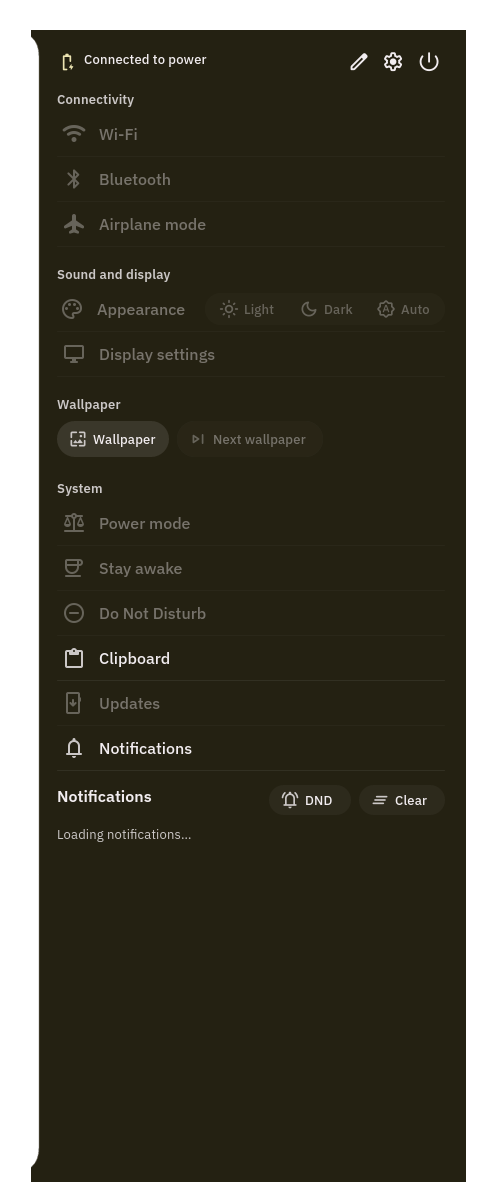 Connected to power
Connectivity
Wi-Fi
Bluetooth
Airplane mode
Sound and display
Appearance Light Dark Auto
Display settings
Wallpaper
Wallpaper Next wallpaper
System
Power mode
Stay awake
Do Not Disturb
Clipboard
Updates
Notifications
Notifications DND Clear
Loading notifications...